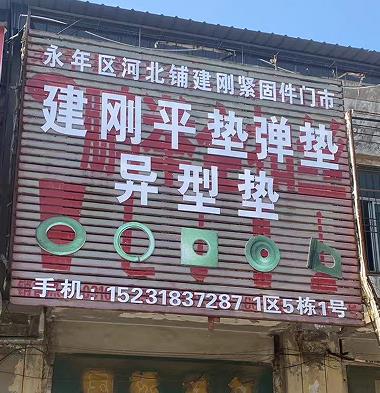 永年区河北铺建刚紧固件门市
建刚平垫弹垫
异型垫
手机：15231837287 1区5栋1号